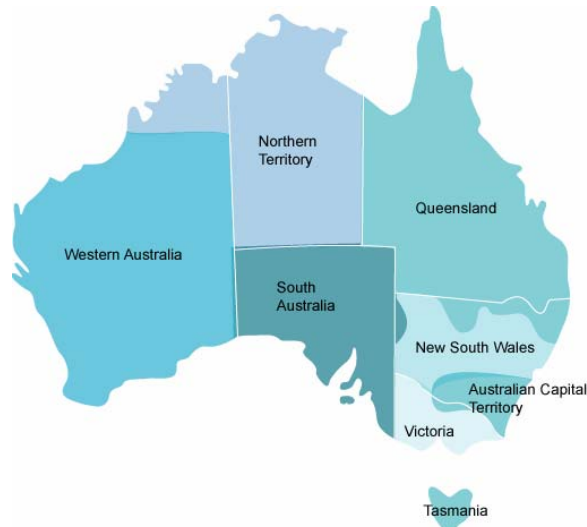 Northern
Territory
Queensland
Western Australia
South
Australia
New South Wales
Australian Capital
Territory
Victoria
Tasmania